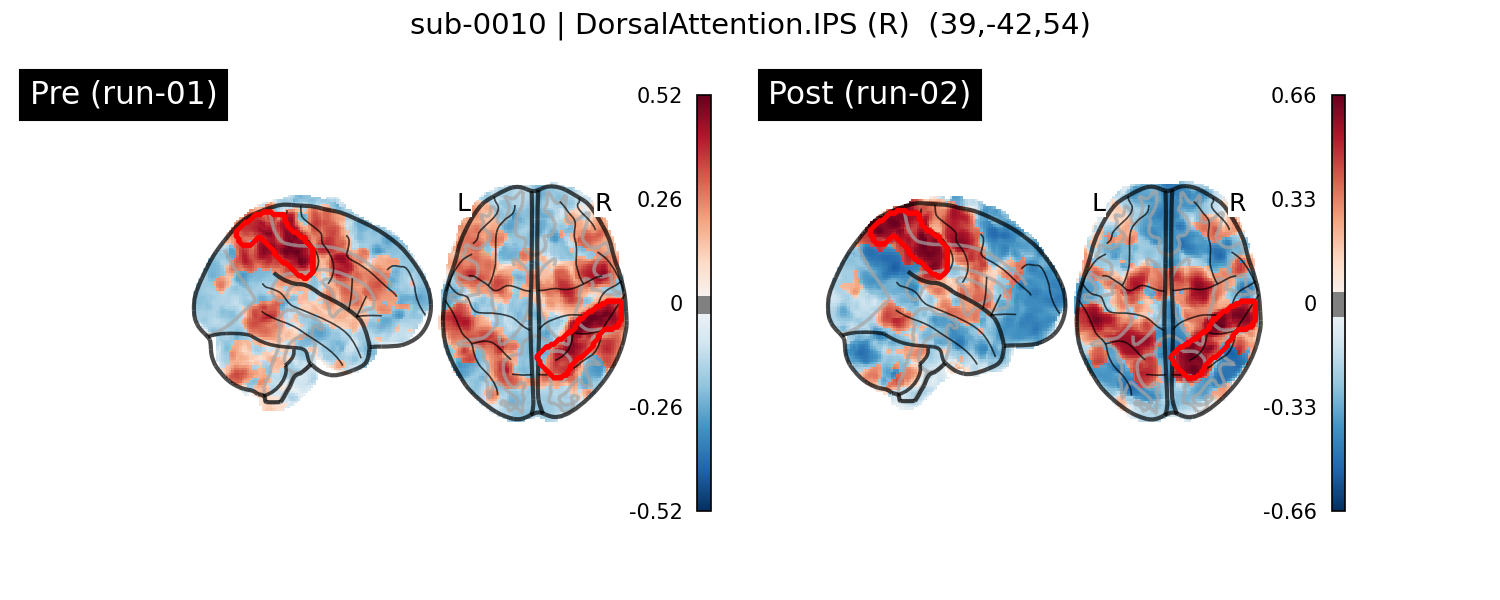 sub-0010 | DorsalAttention.IPS (R)  (39,-42,54)
Pre (run-01)
L
R
0.52
0.26
0
-0.26
-0.52
Post (run-02)
L
R
0.66
0.33
0
-0.33
-0.66